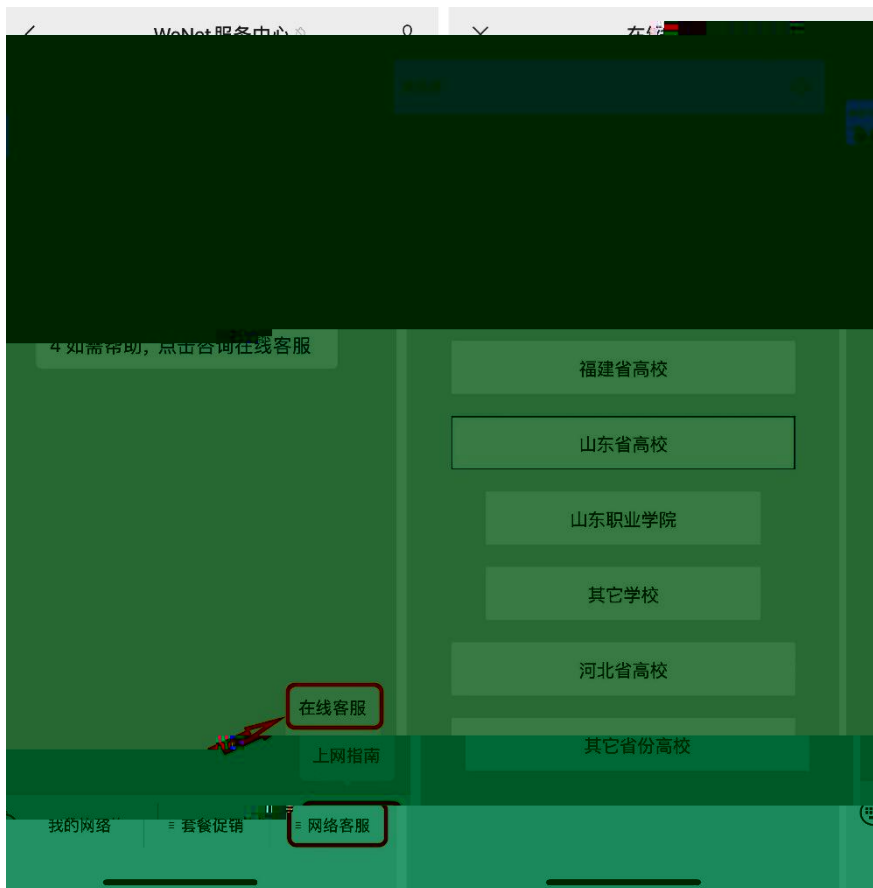 WeNet服务中心
4 如需帮助，点击咨询在线客服
在线客服
上网指南
我的网络
套餐促销
网络客服
在线
福建省高校
山东省高校
山东职业学院
其它学校
河北省高校
其它省份高校